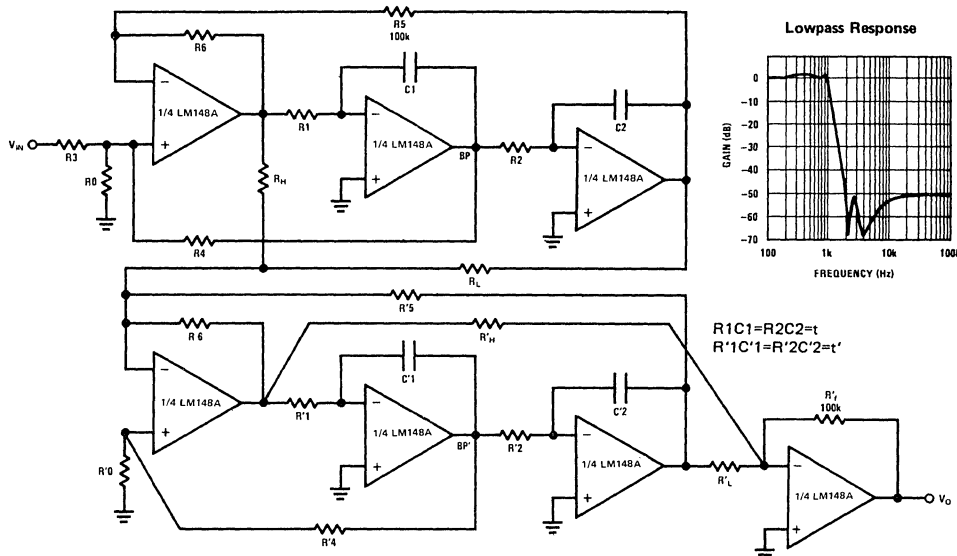 R5
100k
R6
C1
1/4 LM148A
R1
C2
VIN
R3
1/4 LM148A
BP
R2
R0
RH
1/4 LM148A
R4
RL
R'5
R6
R'H
C'1
C'2
1/4 LM148A
R'1
1/4 LM148A
BP'
R'2
R'0
1/4 LM148A
R'L
R'4
R1C1=R2C2=t
R'1C'1=R'2C'2=t'
R'f
100k
1/4 LM148A
VO
Lowpass Response
GAIN (dB)
0
-10
-20
-30
-40
-50
-60
-70
100
1k
10k
100k
FREQUENCY (Hz)